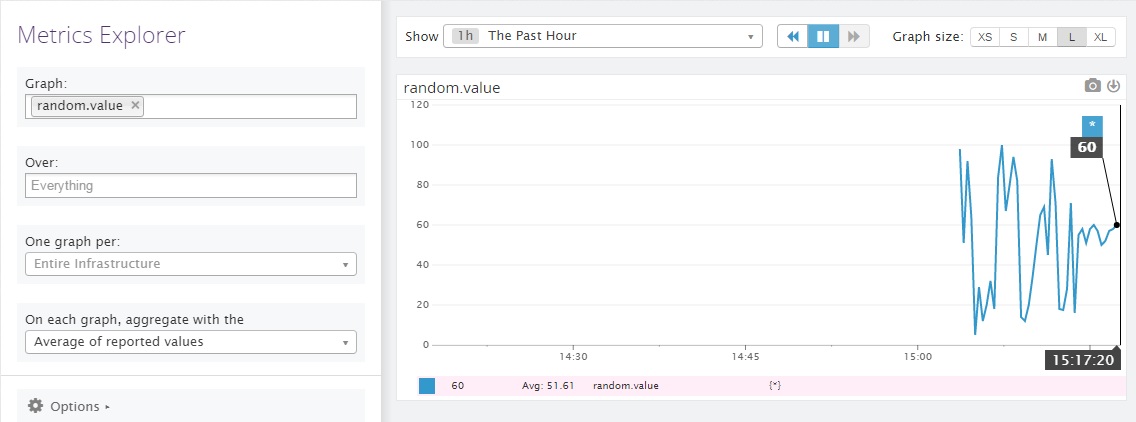 Metrics Explorer
Graph:
random.value ×
Over:
Everything
One graph per:
Entire Infrastructure
On each graph, aggregate with the
Average of reported values
Options
Show 1h The Past Hour Graph size: XS S M L XL
random.value
120
100
80
60
40
20
0
*
60
14:30 14:45 15:00 15:17:20
60 Avg: 51.61 random.value {*}